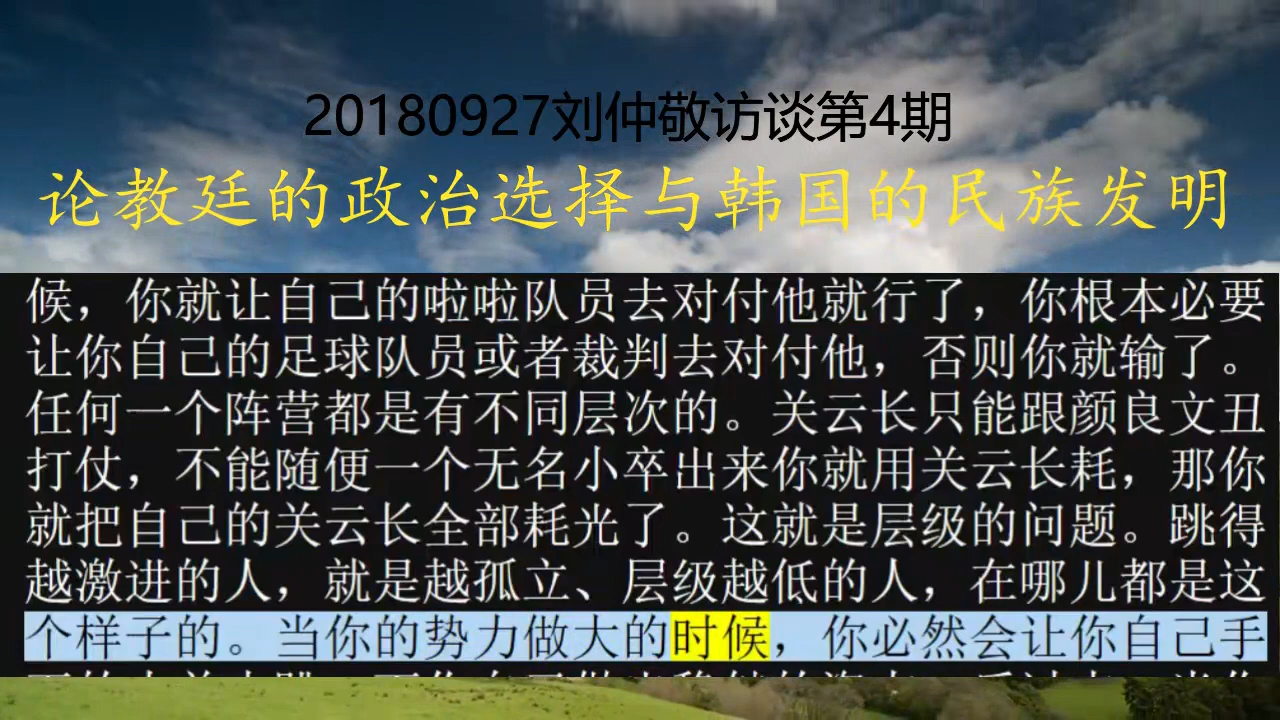 20180927刘仲敬访谈第4期
论教廷的政治选择与韩国的民族发明
候，你就让自己的啦啦队员去对付他就行了，你根本必要
让你自己的足球队员或者裁判去对付他，否则你就输了。
任何一个阵营都是有不同层次的。关云长只能跟颜良文丑
打仗，不能随便一个无名小卒出来你就用关云长耗，那你
就把自己的关云长全部耗光了。这就是层级的问题。跳得
越激进的人，就是越孤立、层级越低的人，在哪儿都是这
个样子的。当你的势力做大的时候，你必然会让你自己手